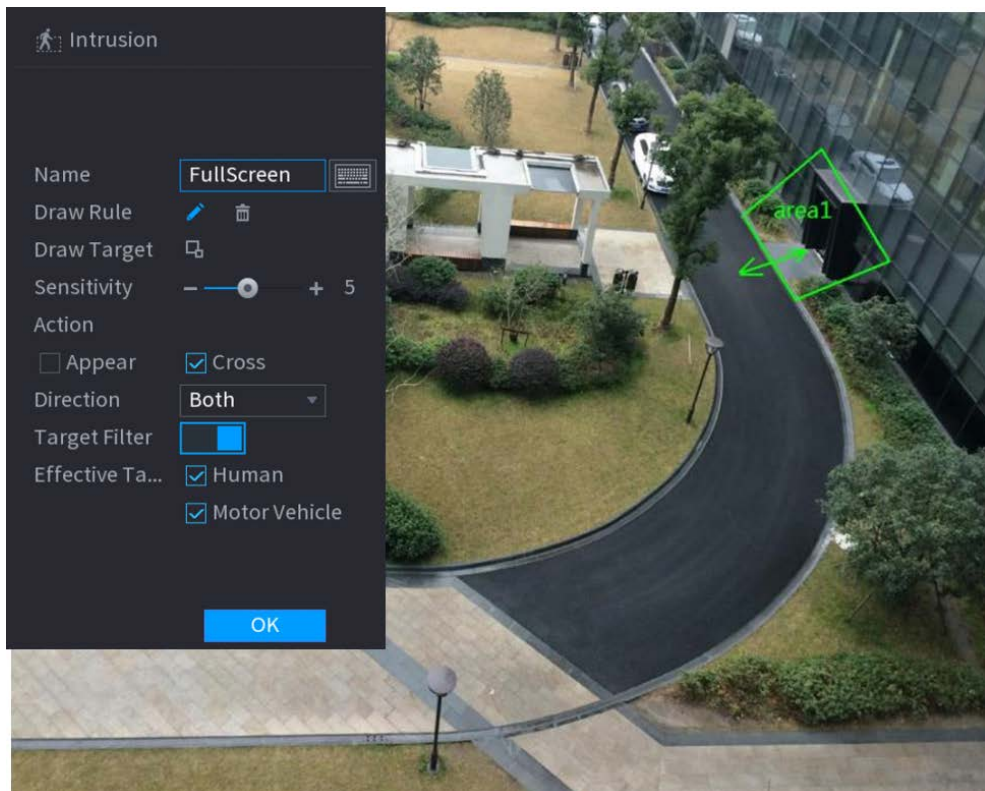 Intrusion
Name FullScreen
Draw Rule
Draw Target
Sensitivity - + 5
Action
Appear Cross
Direction Both
Target Filter
Effective Ta... Human
Motor Vehicle
OK
area1